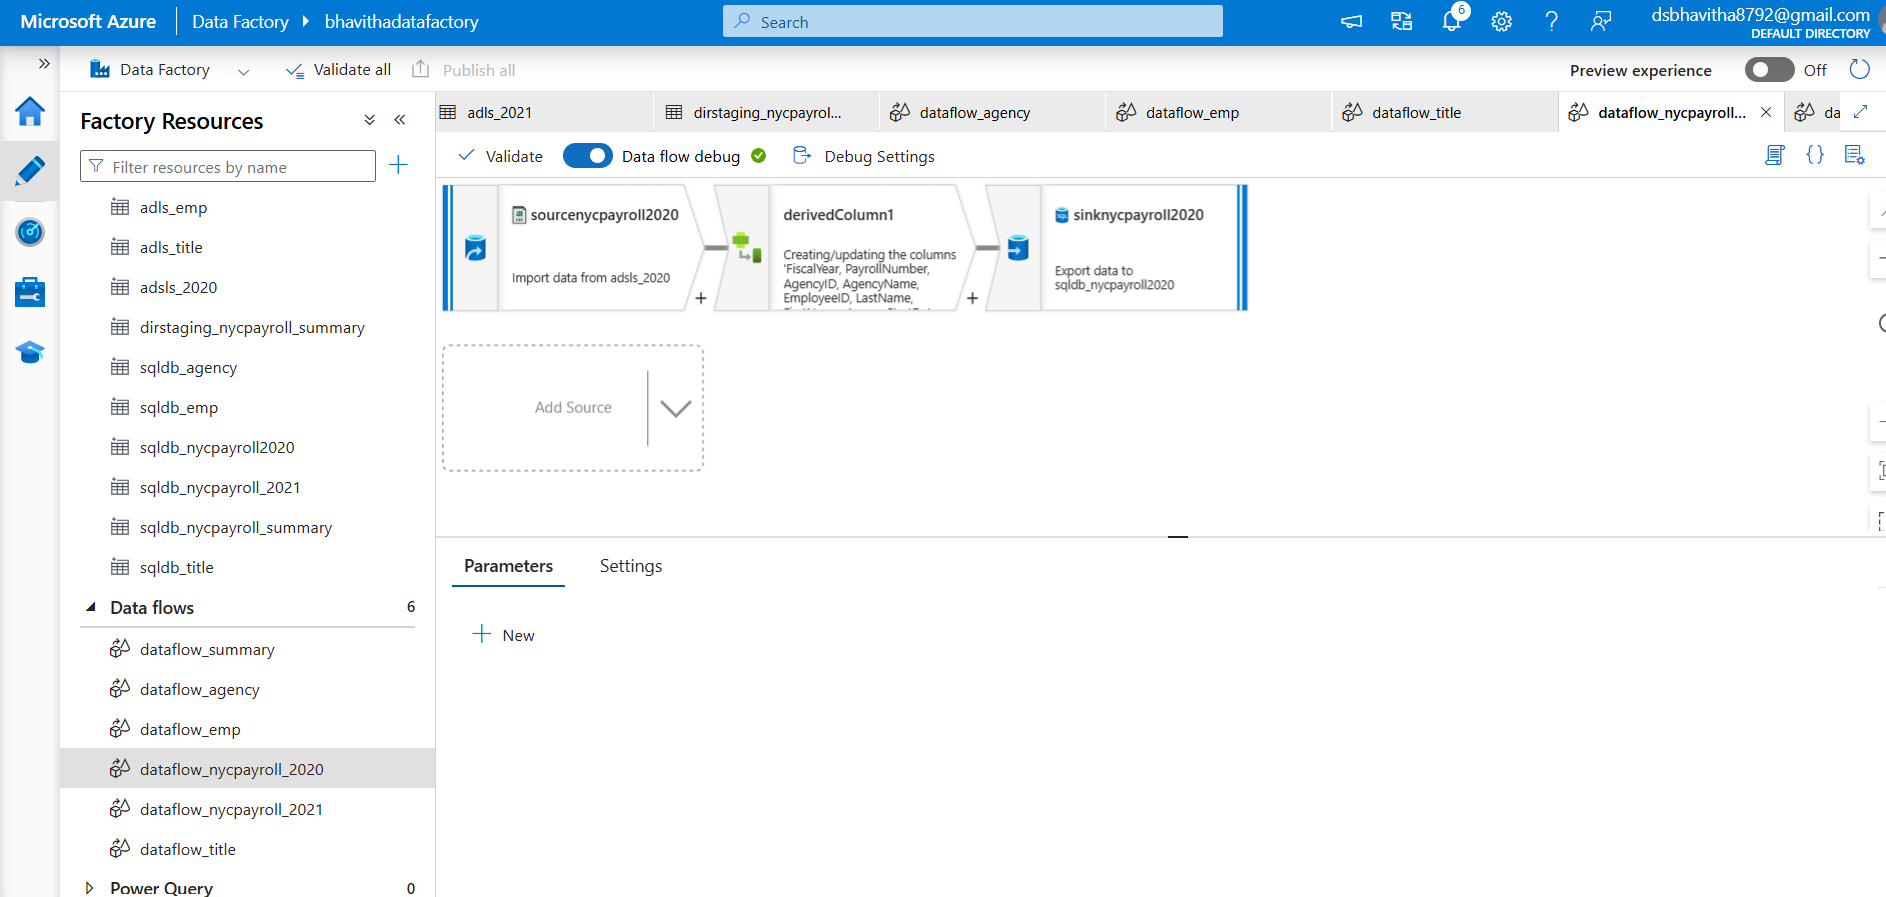 Microsoft Azure
Data Factory
bhavithadatafactory
Search
6
dsbhavitha8792@gmail.com
DEFAULT DIRECTORY
Data Factory
Validate all
Publish all
Preview experience
Off
Factory Resources
Filter resources by name
adls_emp
adls_title
adsls_2020
dirstaging_nycpayroll_summary
sqldb_agency
sqldb_emp
sqldb_nycpayroll2020
sqldb_nycpayroll_2021
sqldb_nycpayroll_summary
sqldb_title
Data flows 6
dataflow_summary
dataflow_agency
dataflow_emp
dataflow_nycpayroll_2020
dataflow_nycpayroll_2021
dataflow_title
Power Query 0
adls_2021
dirstaging_nycpayrol...
dataflow_agency
dataflow_emp
dataflow_title
dataflow_nycpayroll...
da
Validate
Data flow debug
Debug Settings
sourcenycpayroll2020
Import data from adsls_2020
derivedColumn1
Creating/updating the columns
'FiscalYear, PayrollNumber,
AgencyID, AgencyName,
EmployeeID, LastName,
sinknycpayroll2020
Export data to
sqldb_nycpayroll2020
Add Source
Parameters
Settings
New